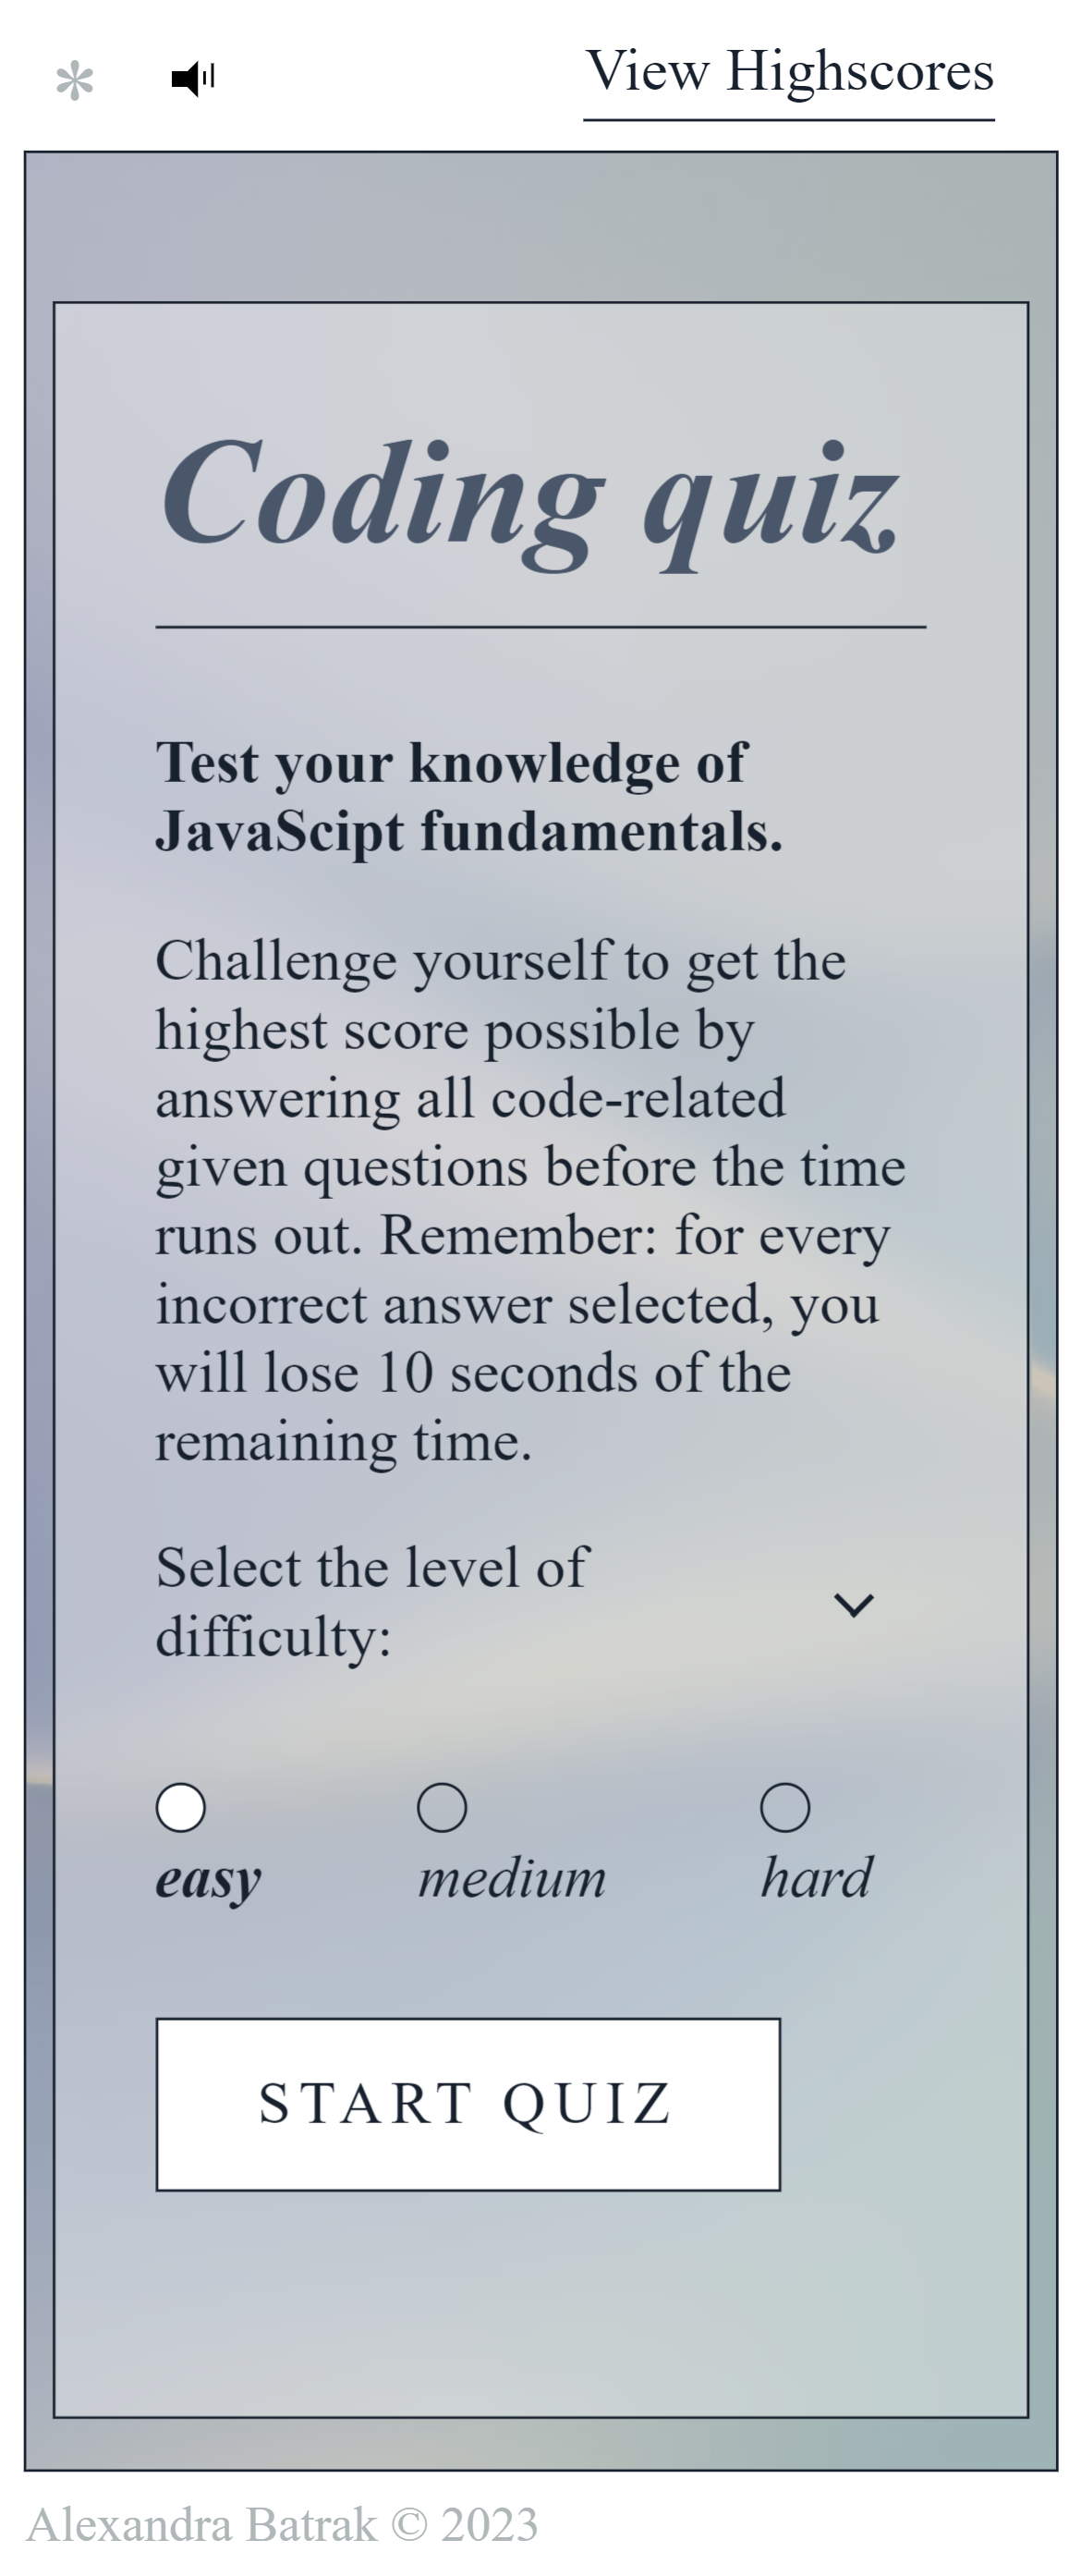 View Highscores
Coding quiz
Test your knowledge of
JavaScipt fundamentals.
Challenge yourself to get the
highest score possible by
answering all code-related
given questions before the time
runs out. Remember: for every
incorrect answer selected, you
will lose 10 seconds of the
remaining time.
Select the level of
difficulty:
easy medium hard
START QUIZ
Alexandra Batrak © 2023